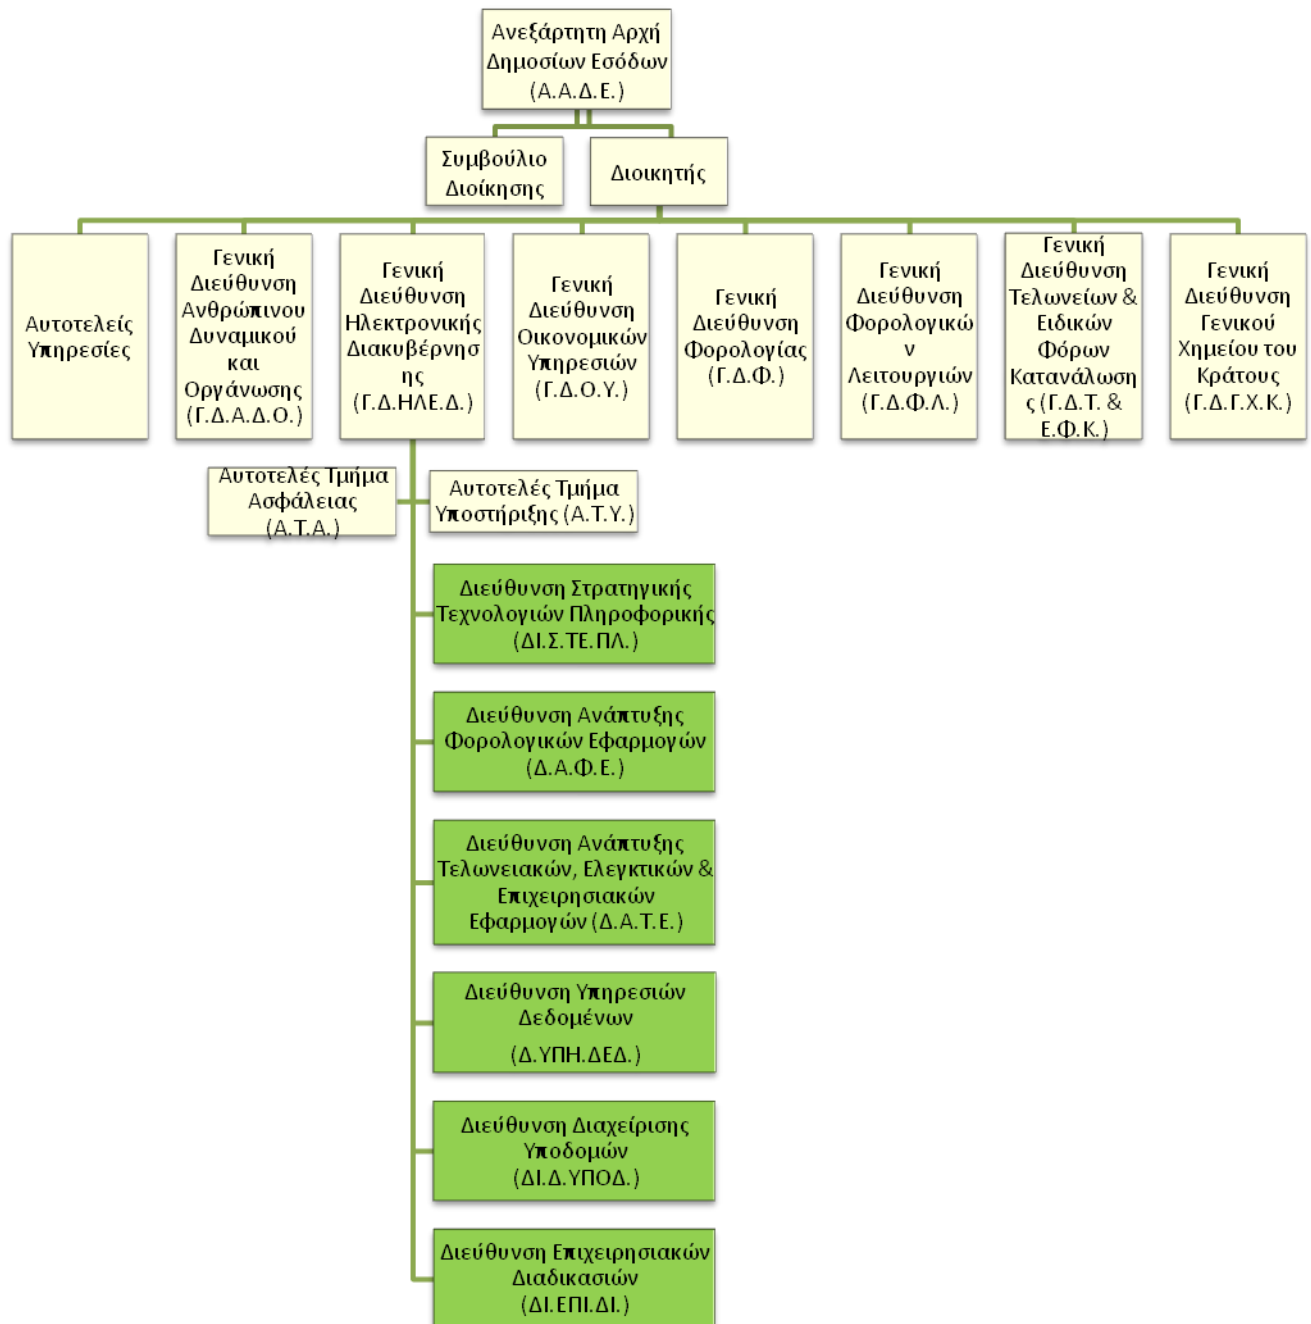 Ανεξάρτητη Αρχή
Δημοσίων Εσόδων
(Α.Α.Δ.Ε.)
Συμβούλιο
Διοίκησης
Διοικητής
Αυτοτελείς
Υπηρεσίες
Γενική
Διεύθυνση
Ανθρώπινου
Δυναμικού
και
Οργάνωσης
(Γ.Δ.Α.Δ.Ο.)
Γενική
Διεύθυνση
Ηλεκτρονικής
Διακυβέρνησ
ης
(Γ.Δ.ΗΛΕ.Δ.)
Γενική
Διεύθυνση
Οικονομικών
Υπηρεσιών
(Γ.Δ.Ο.Υ.)
Γενική
Διεύθυνση
Φορολογίας
(Γ.Δ.Φ.)
Γενική
Διεύθυνση
Φορολογικώ
ν
Λειτουργιών
(Γ.Δ.Φ.Λ.)
Γενική
Διεύθυνση
Τελωνείων &
Ειδικών
Φόρων
Κατανάλωση
ς (Γ.Δ.Τ. &
Ε.Φ.Κ.)
Γενική
Διεύθυνση
Γενικού
Χημείου του
Κράτους
(Γ.Δ.Γ.Χ.Κ.)
Αυτοτελές Τμήμα
Ασφάλειας
(Α.Τ.Α.)
Αυτοτελές Τμήμα
Υποστήριξης (Α.Τ.Υ.)
Διεύθυνση Στρατηγικής
Τεχνολογιών Πληροφορικής
(ΔΙ.Σ.ΤΕ.ΠΛ.)
Διεύθυνση Ανάπτυξης
Φορολογικών Εφαρμογών
(Δ.Α.Φ.Ε.)
Διεύθυνση Ανάπτυξης
Τελωνειακών, Ελεγκτικών &
Επιχειρησιακών
Εφαρμογών (Δ.Α.Τ.Ε.)
Διεύθυνση Υπηρεσιών
Δεδομένων
(Δ.ΥΠΗ.ΔΕΔ.)
Διεύθυνση Διαχείρισης
Υποδομών
(ΔΙ.Δ.ΥΠΟΔ.)
Διεύθυνση Επιχειρησιακών
Διαδικασιών
(ΔΙ.ΕΠΙ.ΔΙ.)